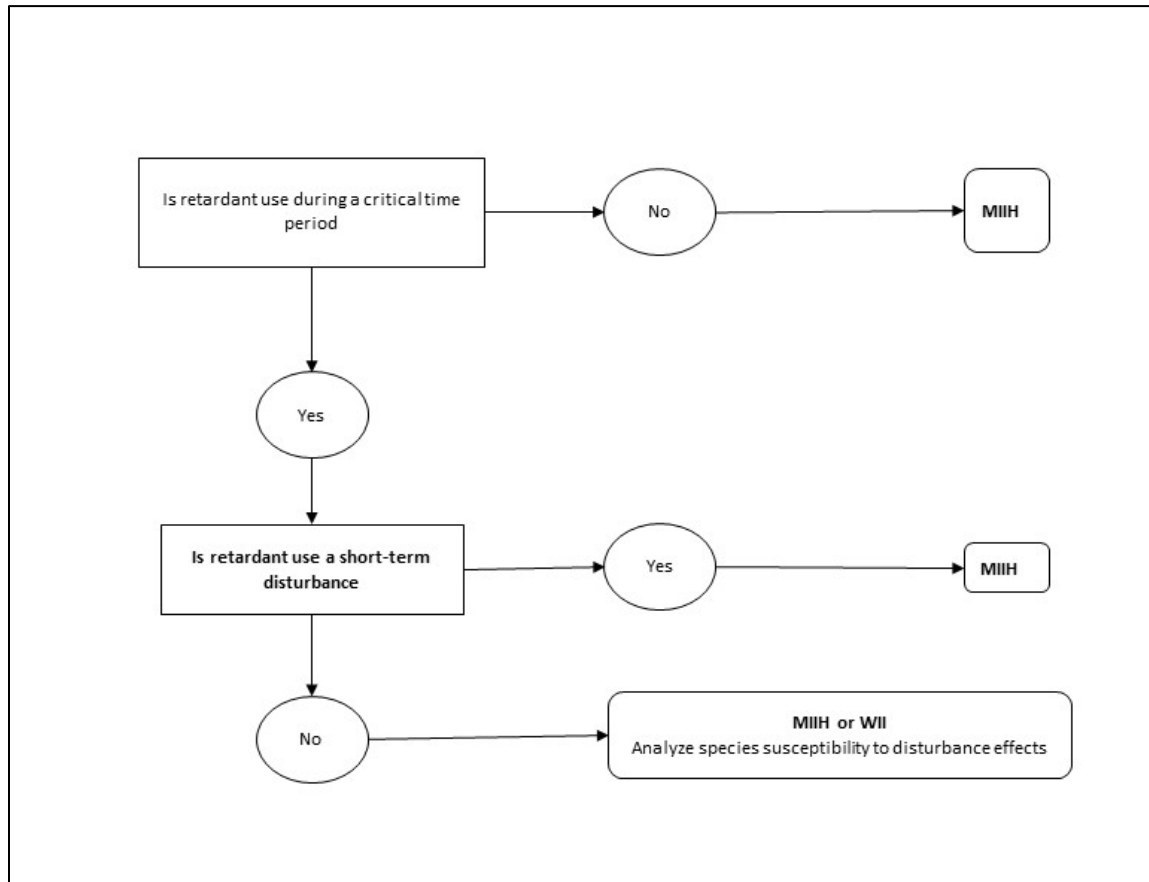 Is retardant use during a critical time
period
No
MIIH
Yes
Is retardant use a short-term
disturbance
Yes
MIIH
No
MIIH or WII
Analyze species susceptibility to disturbance effects